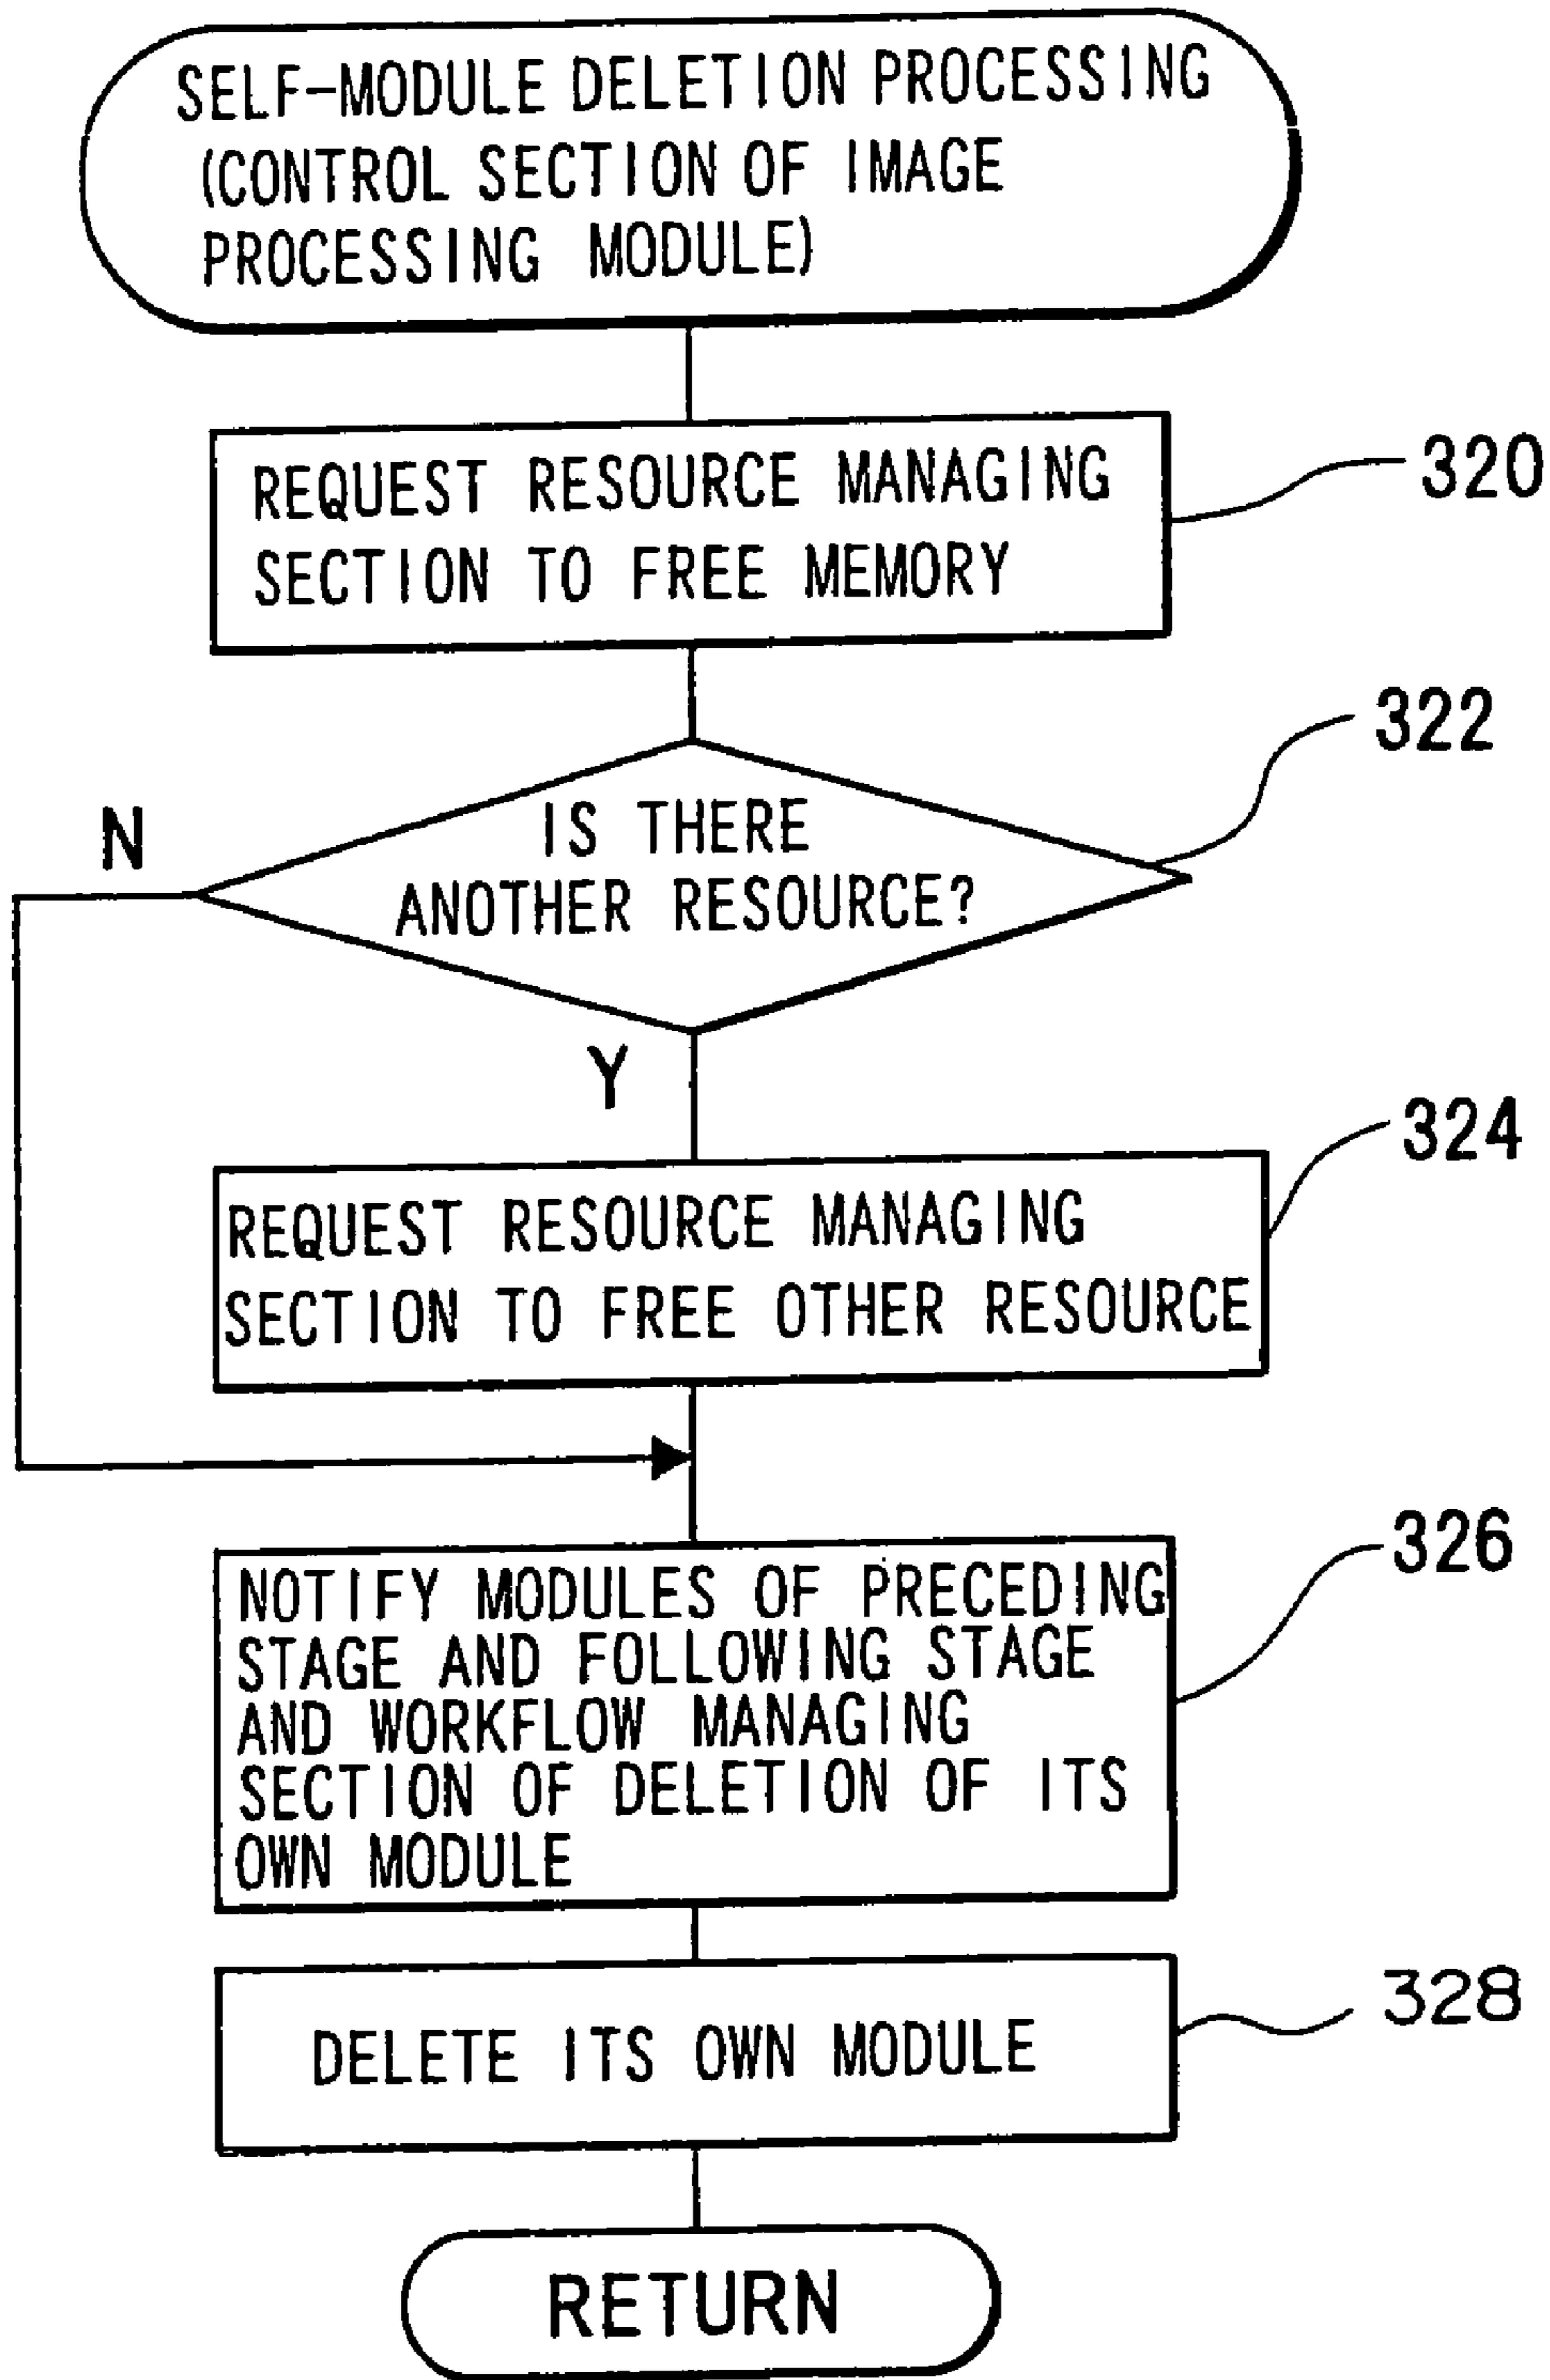 SELF-MODULE DELETION PROCESSING
(CONTROL SECTION OF IMAGE
PROCESSING MODULE)
REQUEST RESOURCE MANAGING
SECTION TO FREE MEMORY
320
IS THERE
ANOTHER RESOURCE?
322
N
Y
REQUEST RESOURCE MANAGING
SECTION TO FREE OTHER RESOURCE
324
NOTIFY MODULES OF PRECEDING
STAGE AND FOLLOWING STAGE
AND WORKFLOW MANAGING
SECTION OF DELETION OF ITS
OWN MODULE
326
DELETE ITS OWN MODULE
328
RETURN